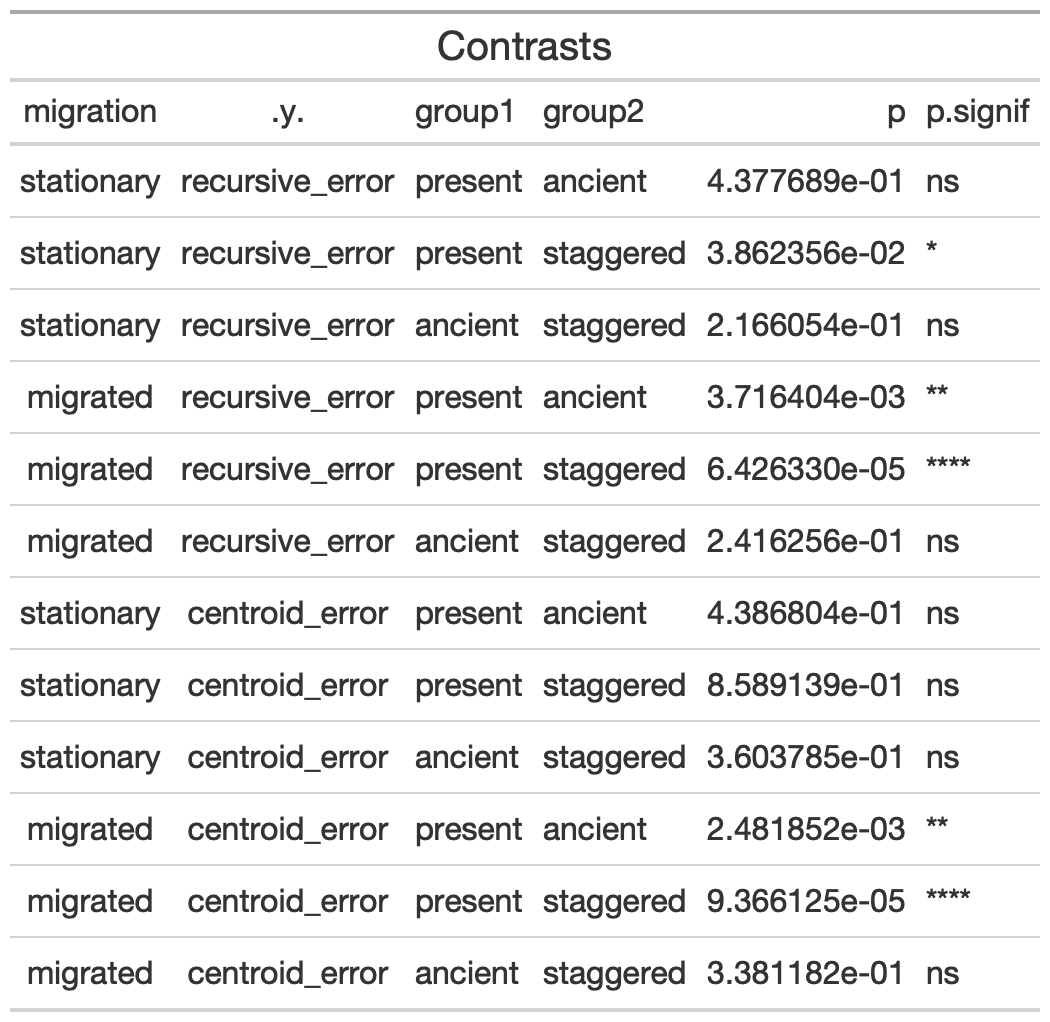 Contrasts
migration .y. group1 group2 p p.signif
stationary recursive_error present ancient 4.377689e-01 ns
stationary recursive_error present staggered 3.862356e-02 *
stationary recursive_error ancient staggered 2.166054e-01 ns
migrated recursive_error present ancient 3.716404e-03 **
migrated recursive_error present staggered 6.426330e-05 ****
migrated recursive_error ancient staggered 2.416256e-01 ns
stationary centroid_error present ancient 4.386804e-01 ns
stationary centroid_error present staggered 8.589139e-01 ns
stationary centroid_error ancient staggered 3.603785e-01 ns
migrated centroid_error present ancient 2.481852e-03 **
migrated centroid_error present staggered 9.366125e-05 ****
migrated centroid_error ancient staggered 3.381182e-01 ns